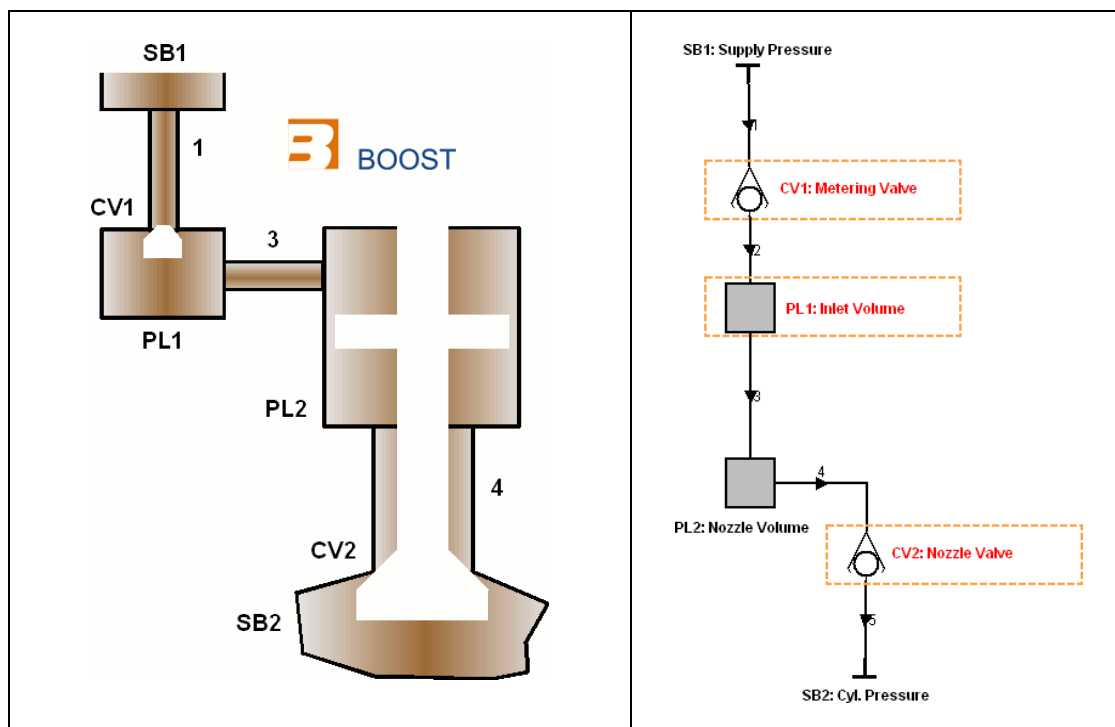 SB1
1
BOOST
CV1
3
PL1
PL2
4
CV2
SB2
SB1: Supply Pressure
1
CV1: Metering Valve
2
PL1: Inlet Volume
3
4
PL2: Nozzle Volume
CV2: Nozzle Valve
5
SB2: Cyl. Pressure